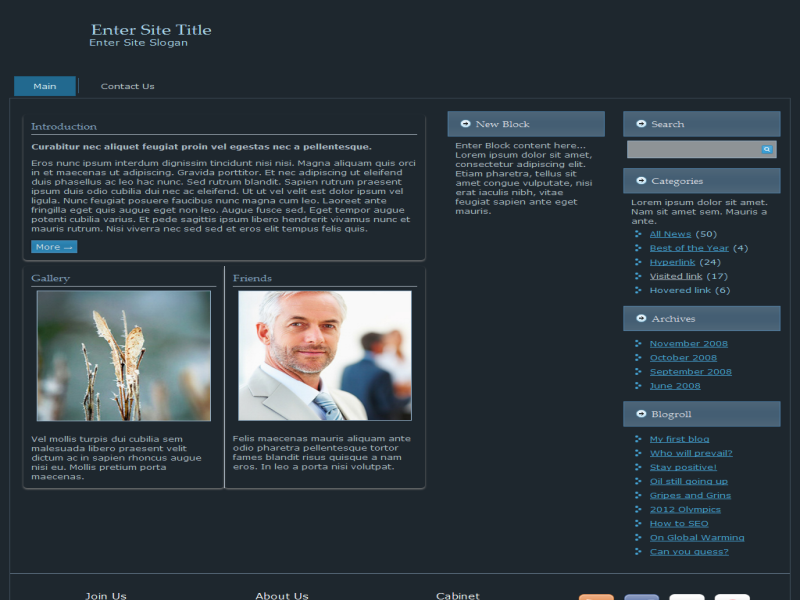 Enter Site Title
Enter Site Slogan
Main
Contact Us
Introduction
Curabitur nec aliquet feugiat proin vel egestas nec a pellentesque.
Eros nunc ipsum interdum dignissim tincidunt nisi nisi. Magna aliquam quis orci
in et maecenas ut adipiscing. Gravida porttitor. Et nec adipiscing ut eleifend
duis phasellus ac leo hac nunc. Sed rutrum blandit. Sapien rutrum praesent
ipsum duis odio ut dui nec ac eleifend. Ut ut vel velit est dolor ipsum vel
ligula. Nunc feugiat posuere faucibus nunc magna cum leo. Laoreet ante
fringilla eget quis augue eget non leo. Augue fusce sed. Eget tempor augue
potenti cubilia varius. Et pede sagittis ipsum libero hendrerit vivamus nunc et
mauris rutrum. Nisi viverra nec sed sed et eros elit tempus felis quis.
More →
Gallery
Vel mollis turpis dui cubilia sem
malesuada libero praesent velit
dictum ac in sapien rhoncus augue
nisi eu. Mollis pretium porta
maecenas.
Friends
Felis maecenas mauris aliquam ante
odio pharetra pellentesque tortor
fames blandit risus quisque a nam
eros. In leo a porta nisi volutpat.
New Block
Enter Block content here...
Lorem ipsum dolor sit amet,
consectetur adipiscing elit.
Etiam pharetra, tellus sit
amet congue vulputate, nisi
erat iaculis nibh, vitae
feugiat sapien ante eget
mauris.
Search
Categories
Lorem ipsum dolor sit amet.
Nam sit amet sem. Mauris a
ante.
All News (50)
Best of the Year (4)
Hyperlink (24)
Visited link (17)
Hovered link (6)
Archives
November 2008
October 2008
September 2008
June 2008
Blogroll
My first blog
Who will prevail?
Stay positive!
Oil still going up
Gripes and Grins
2012 Olympics
How to SEO
On Global Warming
Can you guess?
Join Us
About Us
Cabinet